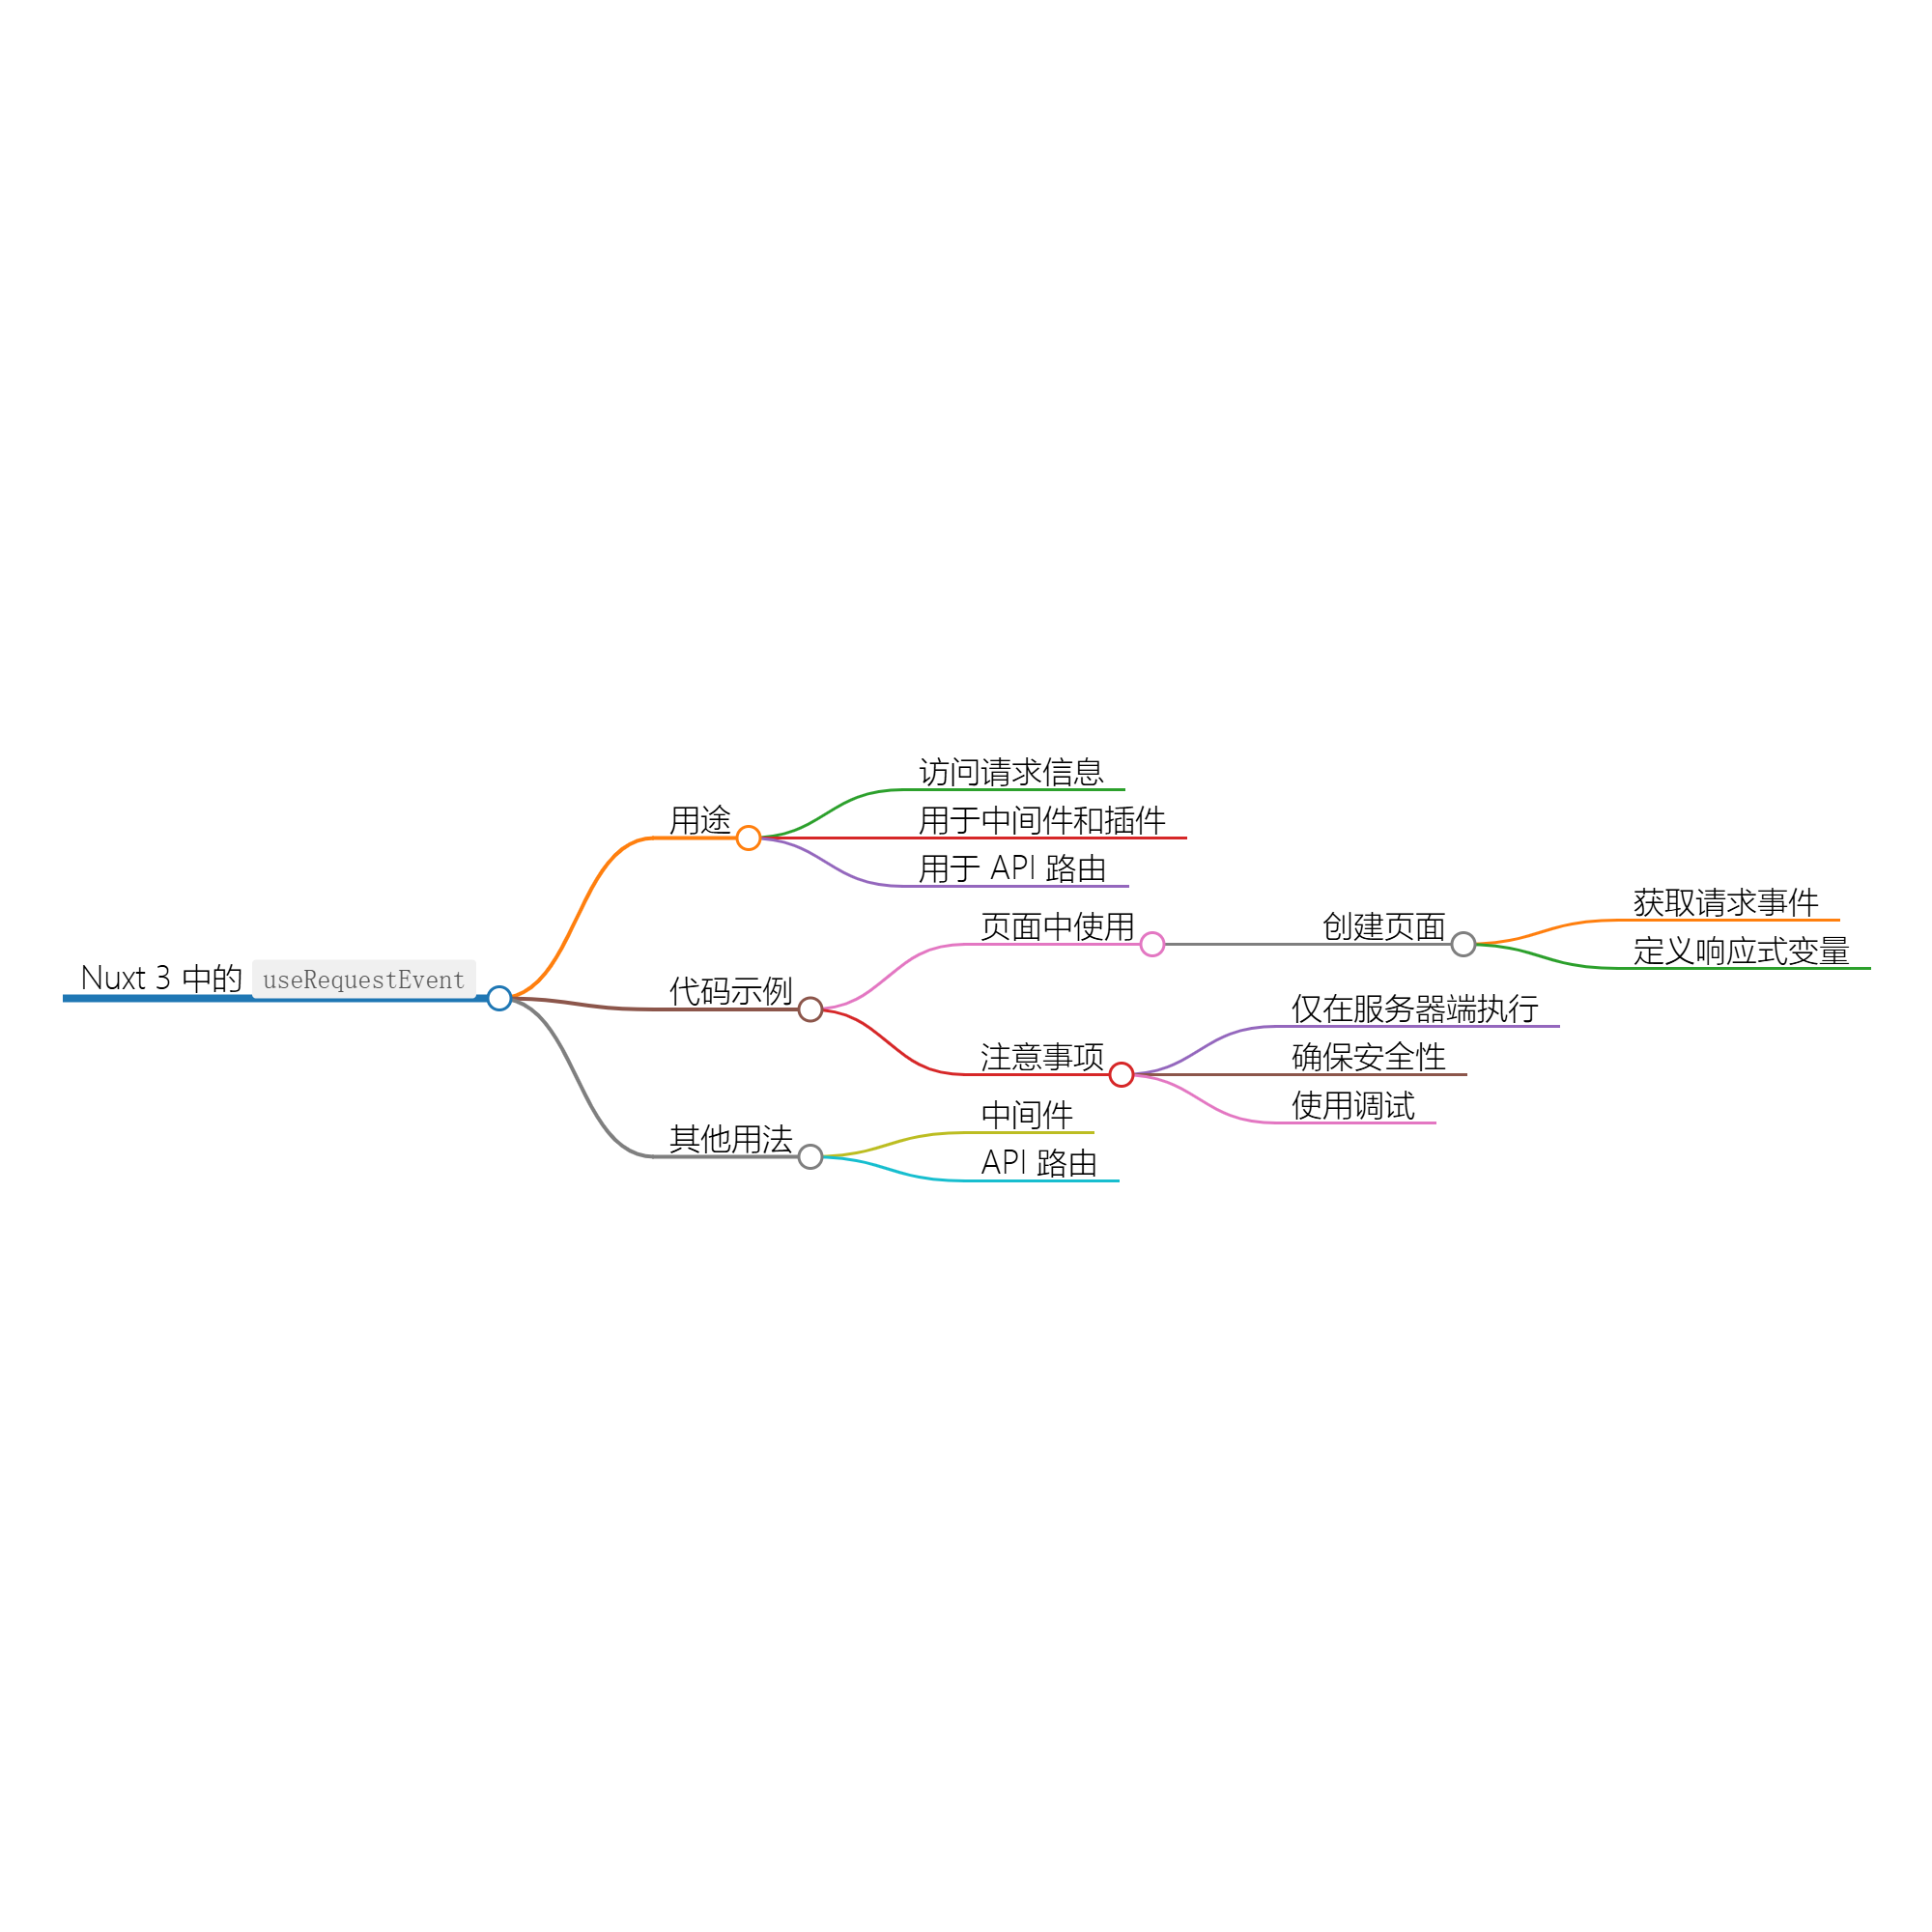 Nuxt 3 中的 useRequestEvent
用途
访问请求信息
用于中间件和插件
用于 API 路由
代码示例
页面中使用
创建页面
获取请求事件
定义响应式变量
注意事项
仅在服务器端执行
确保安全性
使用调试
其他用法
中间件
API 路由